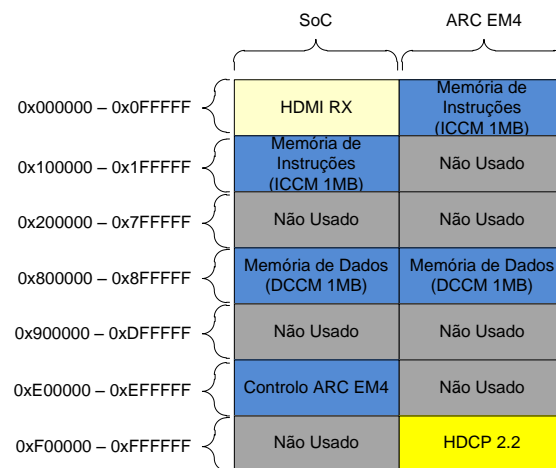 SoC
ARC EM4
0x000000 – 0x0FFFFF
HDMI RX
Memória de
Instruções
(ICCM 1MB)
0x100000 – 0x1FFFFF
Memória de
Instruções
(ICCM 1MB)
Não Usado
0x200000 – 0x7FFFFF
Não Usado
Não Usado
0x800000 – 0x8FFFFF
Memória de Dados
(DCCM 1MB)
Memória de Dados
(DCCM 1MB)
0x900000 – 0xDFFFFF
Não Usado
Não Usado
0xE00000 – 0xEFFFFF
Controlo ARC EM4
Não Usado
0xF00000 – 0xFFFFFF
Não Usado
HDCP 2.2